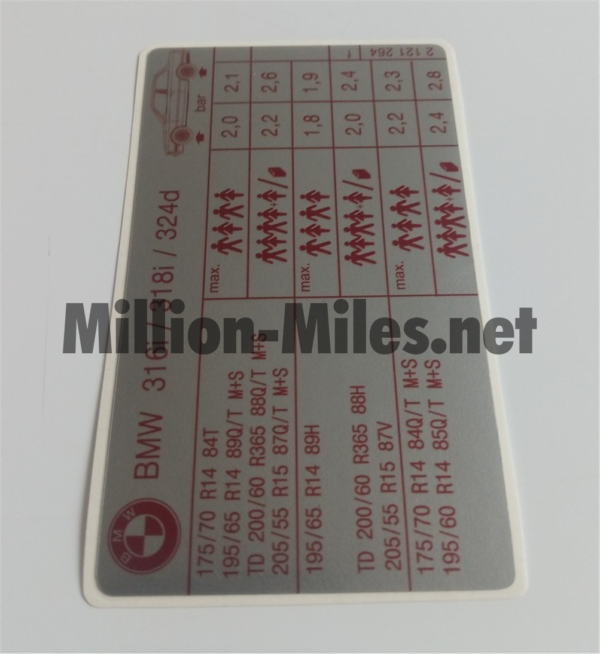 BMW
BMW 316i / 318i / 324d
bar
175/70 R14 84T
195/65 R14 89Q/T M+S
TD 200/60 R365 88Q/T M+S
205/55 R15 87Q/T M+S
max.
2,0 2,1
2,2 2,6
195/65 R14 89H
TD 200/60 R365 88H
205/55 R15 87V
max.
1,8 1,9
2,0 2,4
175/70 R14 84Q/T M+S
195/60 R14 85Q/T M+S
max.
2,2 2,3
2,4 2,8
1 2 121 264
Million-Miles.net